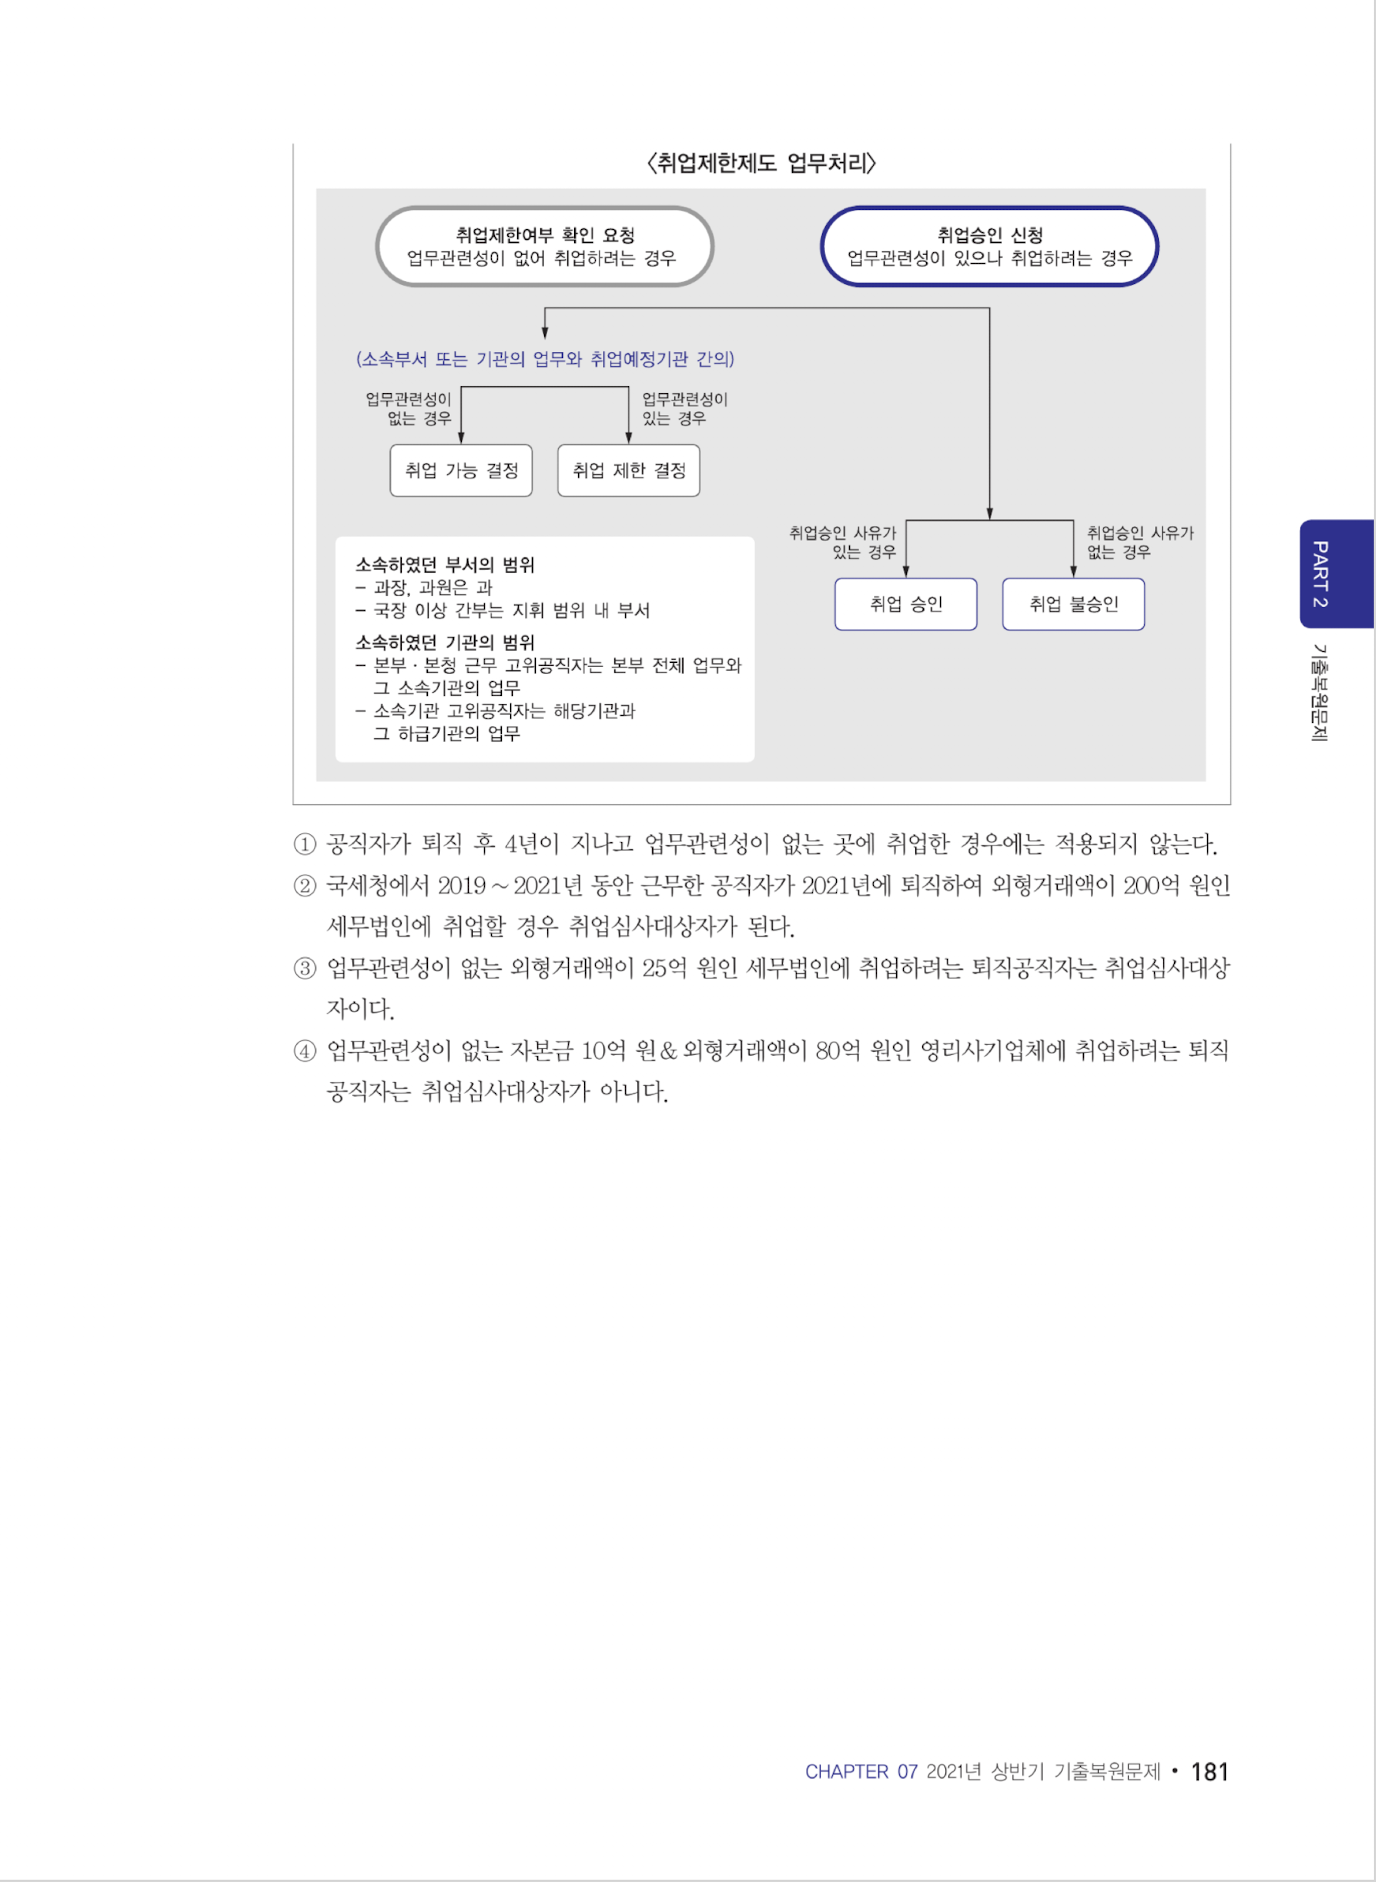 〈취업제한제도 업무처리〉
취업제한여부 확인 요청
업무관련성이 없어 취업하려는 경우
취업승인 신청
업무관련성이 있으나 취업하려는 경우
(소속부서 또는 기관의 업무와 취업예정기관 간의)
업무관련성이
없는 경우
업무관련성이
있는 경우
취업 가능 결정
취업 제한 결정
취업승인 사유가
있는 경우
취업승인 사유가
없는 경우
취업 승인
취업 불승인
소속하였던 부서의 범위
- 과장, 과원은 과
- 국장 이상 간부는 지휘 범위 내 부서
소속하였던 기관의 범위
- 본부·본청 근무 고위공직자는 본부 전체 업무와
그 소속기관의 업무
- 소속기관 고위공직자는 해당기관과
그 하급기관의 업무
PART 2
기출복원문제
① 공직자가 퇴직 후 4년이 지나고 업무관련성이 없는 곳에 취업한 경우에는 적용되지 않는다.
② 국세청에서 2019~2021년 동안 근무한 공직자가 2021년에 퇴직하여 외형거래액이 200억 원인
세무법인에 취업할 경우 취업심사대상자가 된다.
③ 업무관련성이 없는 외형거래액이 25억 원인 세무법인에 취업하려는 퇴직공직자는 취업심사대상
자이다.
④ 업무관련성이 없는 자본금 10억 원&외형거래액이 80억 원인 영리사기업체에 취업하려는 퇴직
공직자는 취업심사대상자가 아니다.
CHAPTER 07 2021년 상반기 기출복원문제 • 181